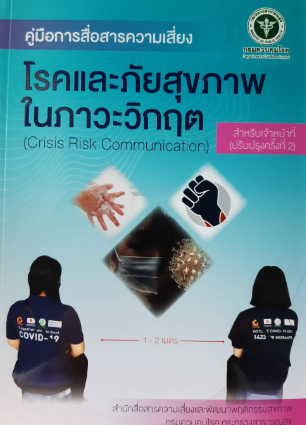 คู่มือการสื่อสารความเสี่ยง
กรมควบคุมโรค
โรคและภัยสุขภาพ
ในภาวะวิกฤต
(Crisis Risk Communication)
สำหรับเจ้าหน้าที่
(ปรับปรุงครั้งที่ 2)
COVID-19
1422
1 - 2 เมตร
สำนักสื่อสารความเสี่ยงและพัฒนาพฤติกรรมสุขภาพ
กรมควบคุมโรค กระทรวงสาธารณสุข